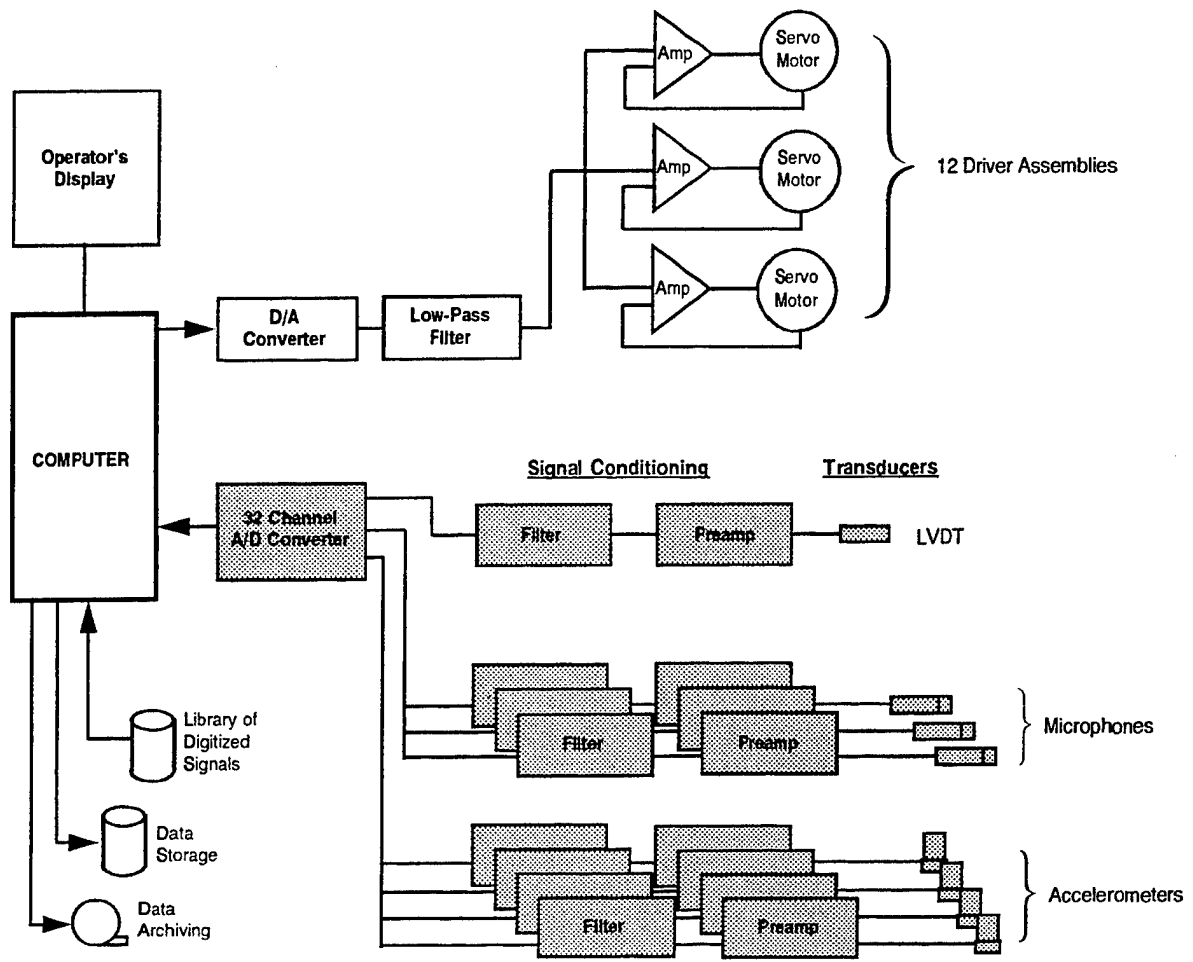 Amp
Servo
Motor
Amp
Servo
Motor
12 Driver Assemblies
Amp
Servo
Motor
Operator's
Display
D/A
Converter
Low-Pass
Filter
COMPUTER
Signal Conditioning
Transducers
32 Channel
A/D Converter
Filter
Preamp
LVDT
Library of
Digitized
Signals
Filter
Preamp
Microphones
Data
Storage
Data
Archiving
Filter
Preamp
Accelerometers